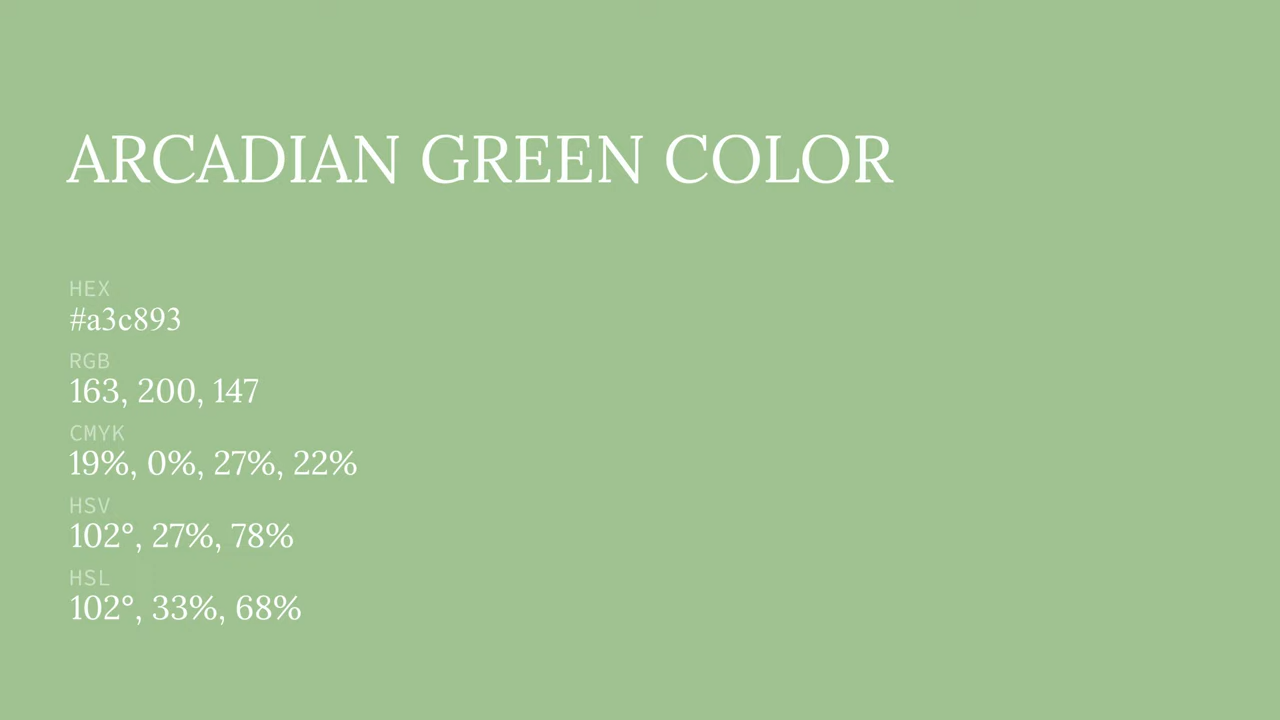 ARCADIAN GREEN COLOR
HEX
#a3c893
RGB
163, 200, 147
CMYK
19%, 0%, 27%, 22%
HSV
102°, 27%, 78%
HSL
102°, 33%, 68%